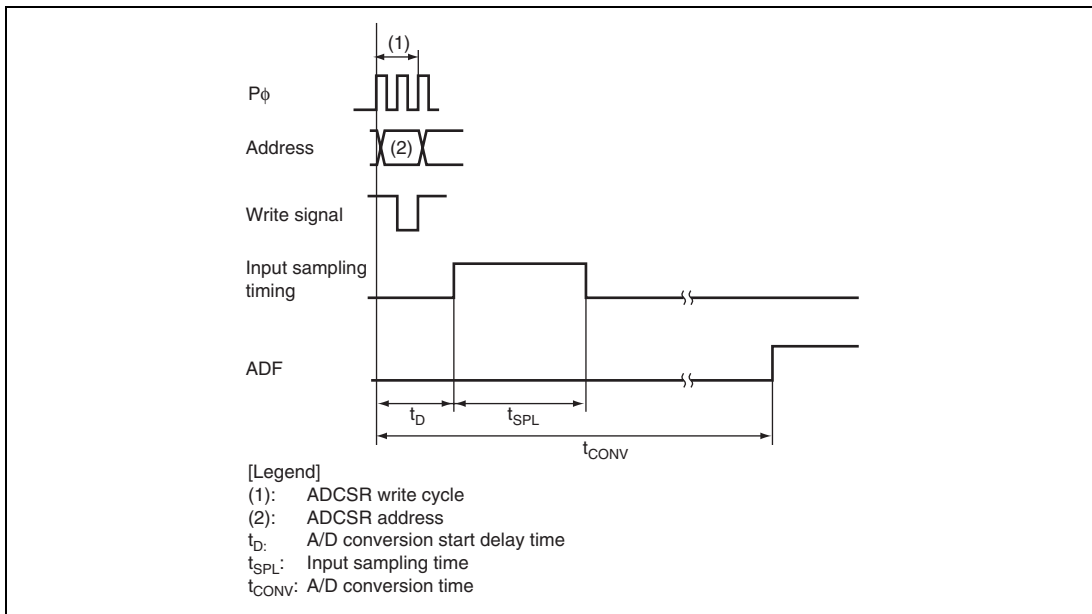 (1)
Pϕ
Address
(2)
Write signal
Input sampling
timing
ADF
tD
tSPL
tCONV
[Legend]
(1): ADCSR write cycle
(2): ADCSR address
tD: A/D conversion start delay time
tSPL: Input sampling time
tCONV: A/D conversion time